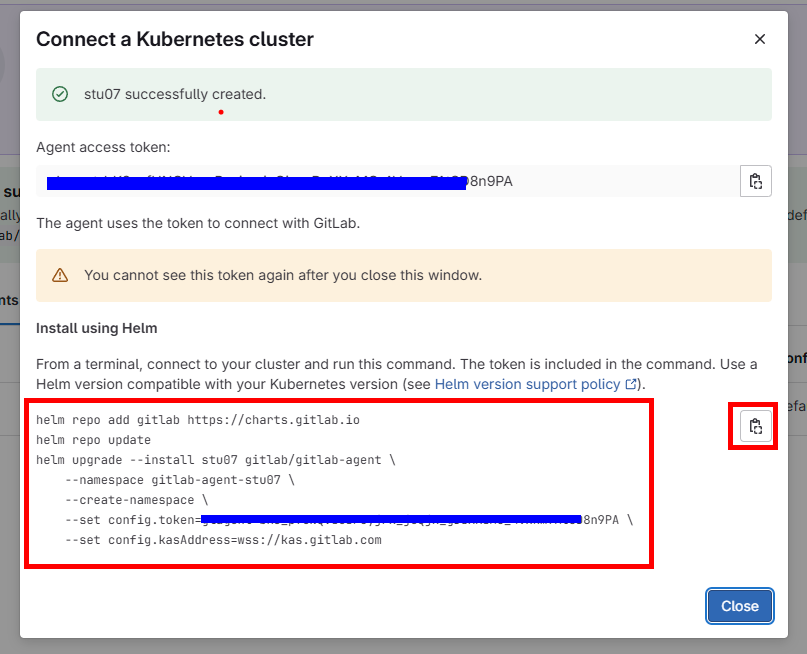 Connect a Kubernetes cluster
stu07 successfully created.
Agent access token:
8n9PA
The agent uses the token to connect with GitLab.
You cannot see this token again after you close this window.
Install using Helm
From a terminal, connect to your cluster and run this command. The token is included in the command. Use a
Helm version compatible with your Kubernetes version (see Helm version support policy).
helm repo add gitlab https://charts.gitlab.io
helm repo update
helm upgrade --install stu07 gitlab/gitlab-agent \
--namespace gitlab-agent-stu07 \
--create-namespace \
--set config.token= 8n9PA \
--set config.kasAddress=wss://kas.gitlab.com
Close